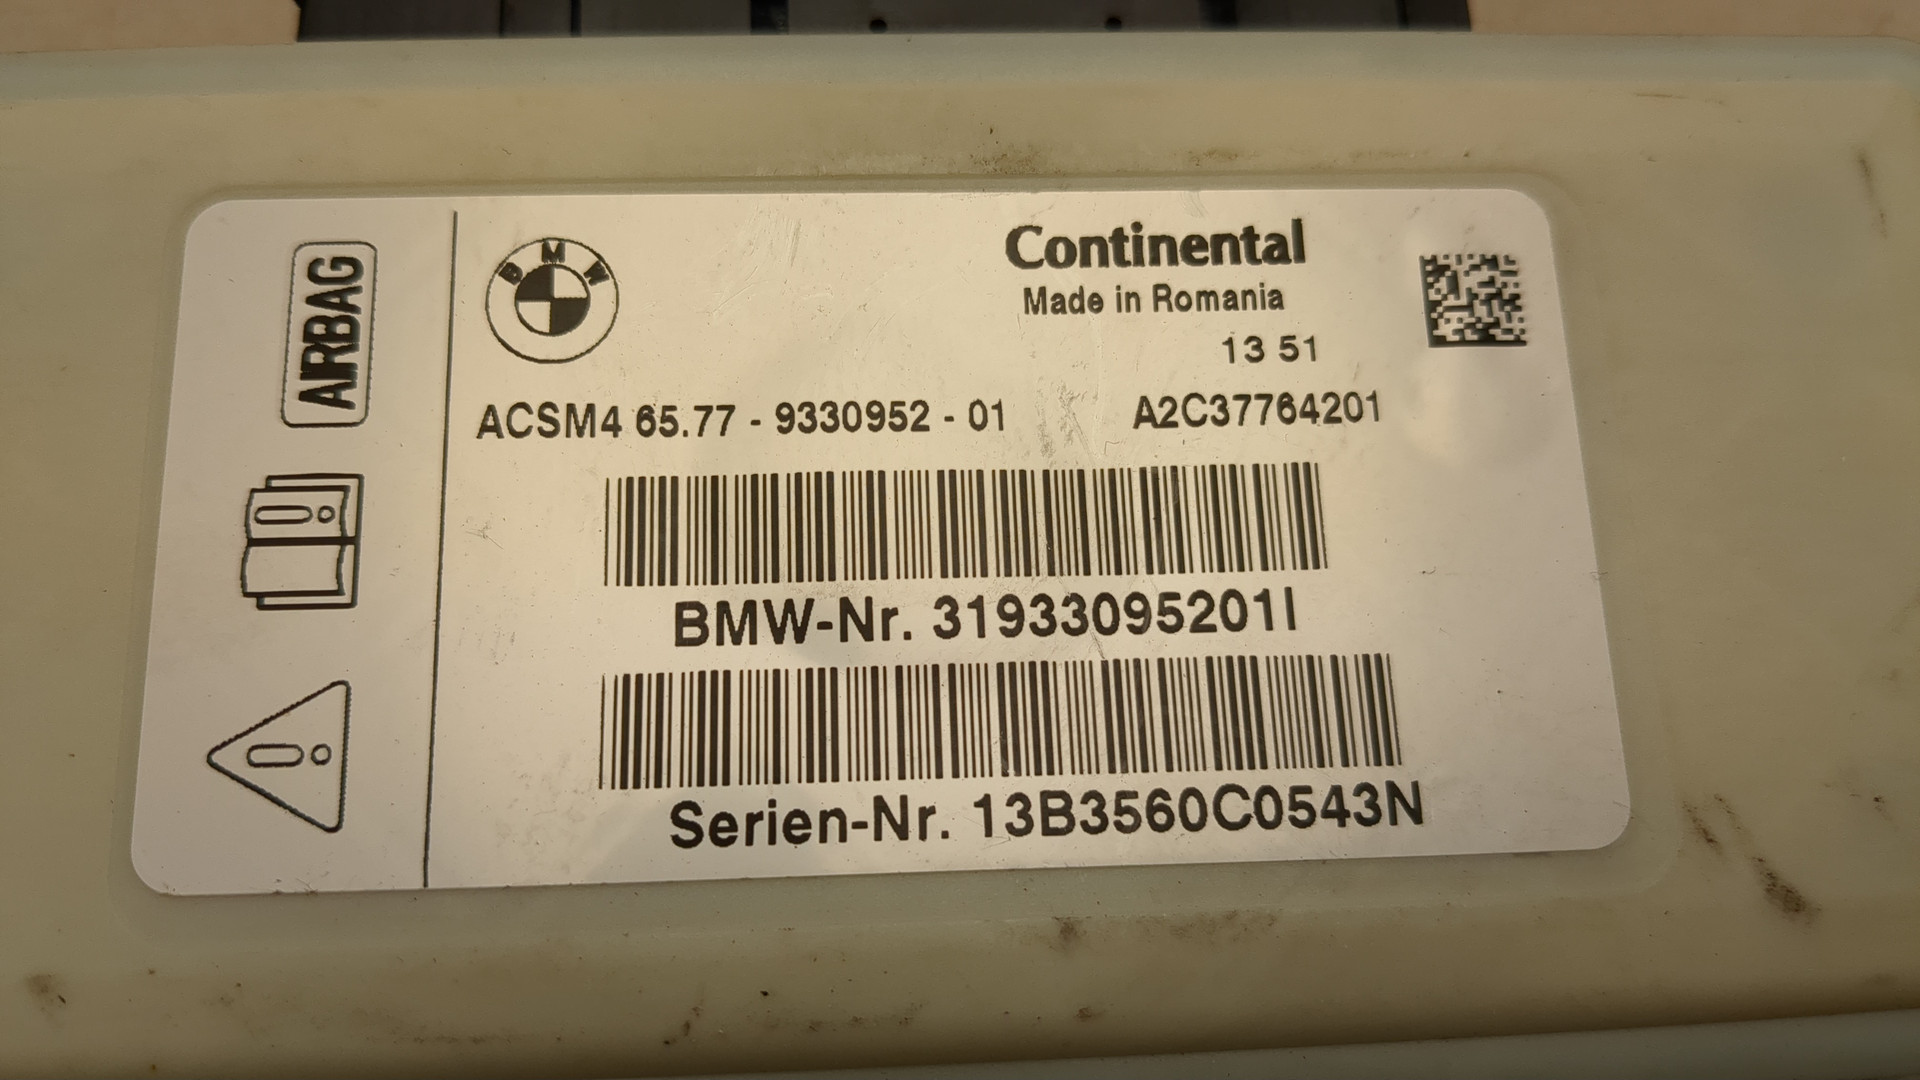 AIRBAG
BMW
Continental
Made in Romania
13 51
ACSM4 65.77 - 9330952 - 01 A2C37764201
BMW-Nr. 31933095201I
Serien-Nr. 13B3560C0543N